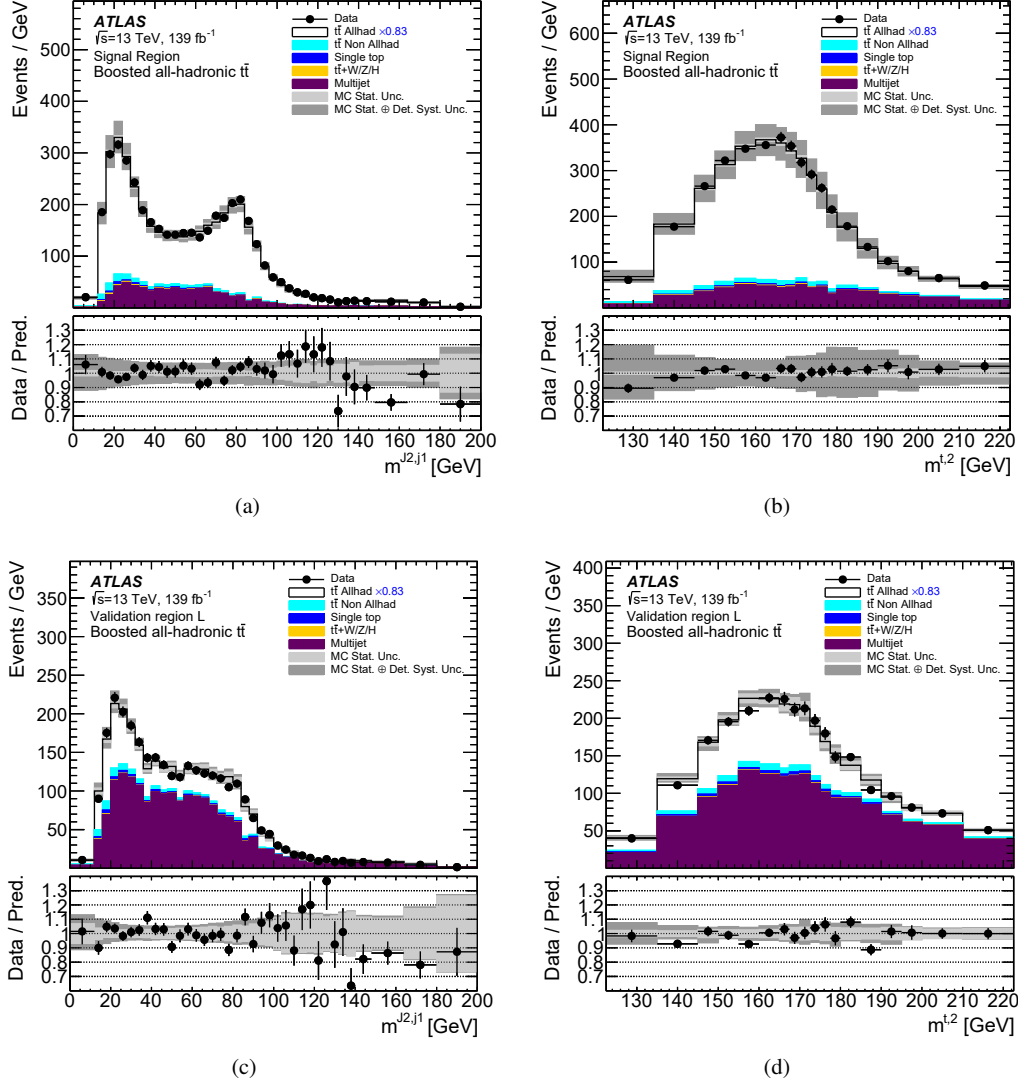 ATLAS
√s=13 TeV, 139 fb⁻¹
Signal Region
Boosted all-hadronic tt̄
Data
tt̄ Allhad ×0.83
tt̄ Non Allhad
Single top
tt̄+W/Z/H
Multijet
MC Stat. Unc.
MC Stat. ⊕ Det. Syst. Unc.
Events / GeV
500
400
300
200
100
Data / Pred.
1.3
1.2
1.1
1
0.9
0.8
0.7
0 20 40 60 80 100 120 140 160 180 200
m^{J2,j1} [GeV]
(a)
ATLAS
√s=13 TeV, 139 fb⁻¹
Signal Region
Boosted all-hadronic tt̄
Data
tt̄ Allhad ×0.83
tt̄ Non Allhad
Single top
tt̄+W/Z/H
Multijet
MC Stat. Unc.
MC Stat. ⊕ Det. Syst. Unc.
Events / GeV
600
500
400
300
200
100
Data / Pred.
1.3
1.2
1.1
1
0.9
0.8
0.7
130 140 150 160 170 180 190 200 210 220
m^{t,2} [GeV]
(b)
ATLAS
√s=13 TeV, 139 fb⁻¹
Validation region L
Boosted all-hadronic tt̄
Data
tt̄ Allhad ×0.83
tt̄ Non Allhad
Single top
tt̄+W/Z/H
Multijet
MC Stat. Unc.
MC Stat. ⊕ Det. Syst. Unc.
Events / GeV
350
300
250
200
150
100
50
Data / Pred.
1.3
1.2
1.1
1
0.9
0.8
0.7
0 20 40 60 80 100 120 140 160 180 200
m^{J2,j1} [GeV]
(c)
ATLAS
√s=13 TeV, 139 fb⁻¹
Validation region L
Boosted all-hadronic tt̄
Data
tt̄ Allhad ×0.83
tt̄ Non Allhad
Single top
tt̄+W/Z/H
Multijet
MC Stat. Unc.
MC Stat. ⊕ Det. Syst. Unc.
Events / GeV
400
350
300
250
200
150
100
50
Data / Pred.
1.3
1.2
1.1
1
0.9
0.8
0.7
130 140 150 160 170 180 190 200 210 220
m^{t,2} [GeV]
(d)